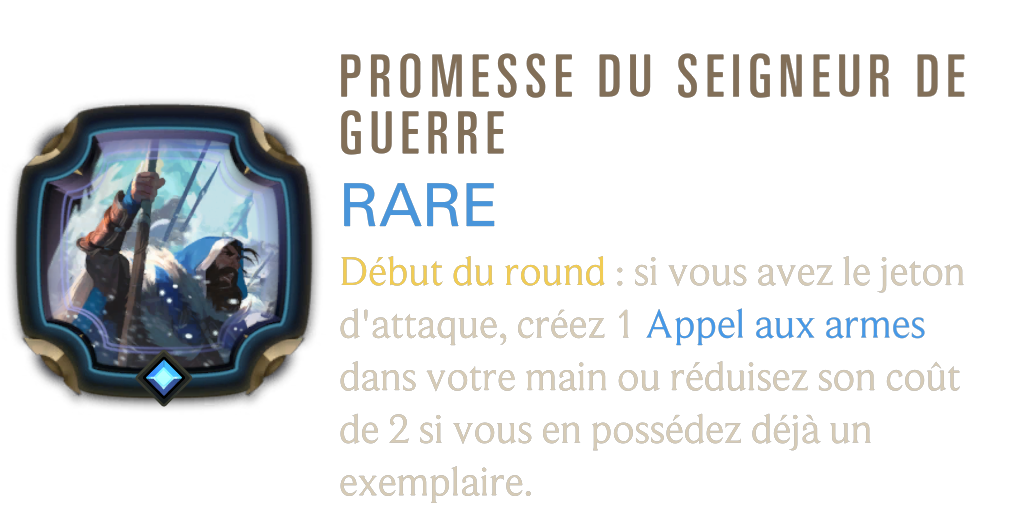 PROMESSE DU SEIGNEUR DE
GUERRE
RARE
Début du round : si vous avez le jeton
d'attaque, créez 1 Appel aux armes
dans votre main ou réduisez son coût
de 2 si vous en possédez déjà un
exemplaire.